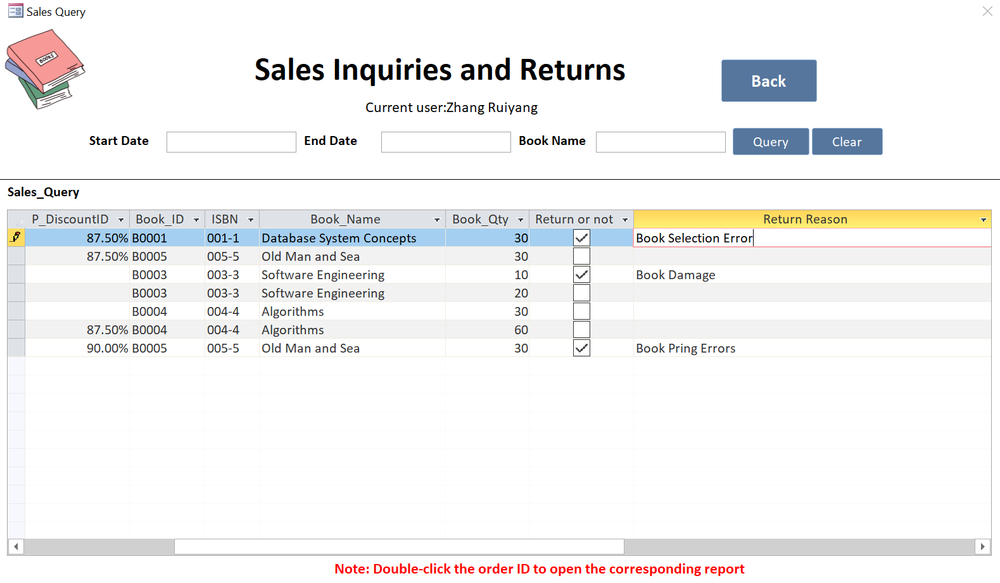 Sales Query
BOOKS
Sales Inquiries and Returns
Back
Current user:Zhang Ruiyang
Start Date End Date Book Name Query Clear
Sales_Query
P_DiscountID Book_ID ISBN Book_Name Book_Qty Return or not Return Reason
87.50% B0001 001-1 Database System Concepts 30 Book Selection Error
87.50% B0005 005-5 Old Man and Sea 30
B0003 003-3 Software Engineering 10 Book Damage
B0003 003-3 Software Engineering 20
B0004 004-4 Algorithms 30
87.50% B0004 004-4 Algorithms 60
90.00% B0005 005-5 Old Man and Sea 30 Book Pring Errors
Note: Double-click the order ID to open the corresponding report